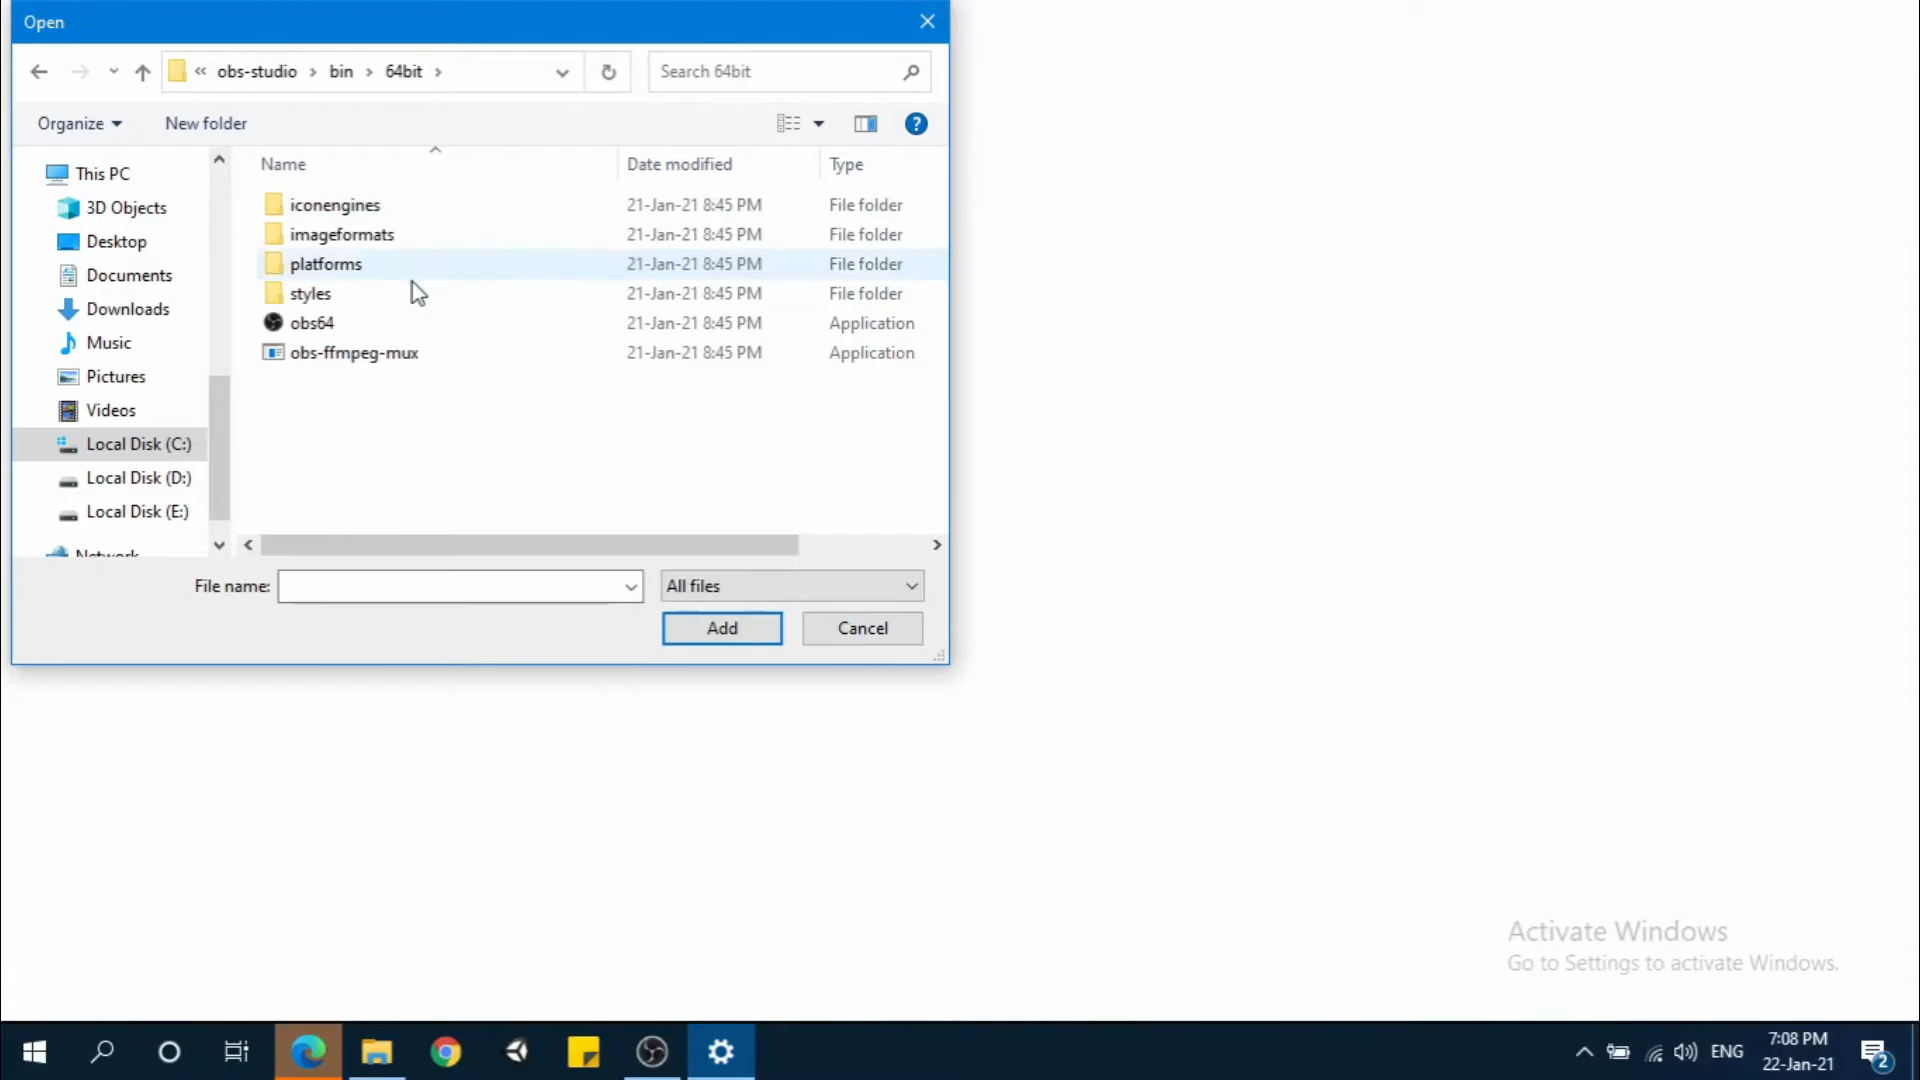 Open
« obs-studio > bin > 64bit >
Search 64bit
Organize
New folder
Name
Date modified
Type
This PC
3D Objects
Desktop
Documents
Downloads
Music
Pictures
Videos
Local Disk (C:)
Local Disk (D:)
Local Disk (E:)
Network
iconengines 21-Jan-21 8:45 PM File folder
imageformats 21-Jan-21 8:45 PM File folder
platforms 21-Jan-21 8:45 PM File folder
styles 21-Jan-21 8:45 PM File folder
obs64 21-Jan-21 8:45 PM Application
obs-ffmpeg-mux 21-Jan-21 8:45 PM Application
File name:
All files
Add
Cancel
Activate Windows
Go to Settings to activate Windows.
ENG
7:08 PM
22-Jan-21
2